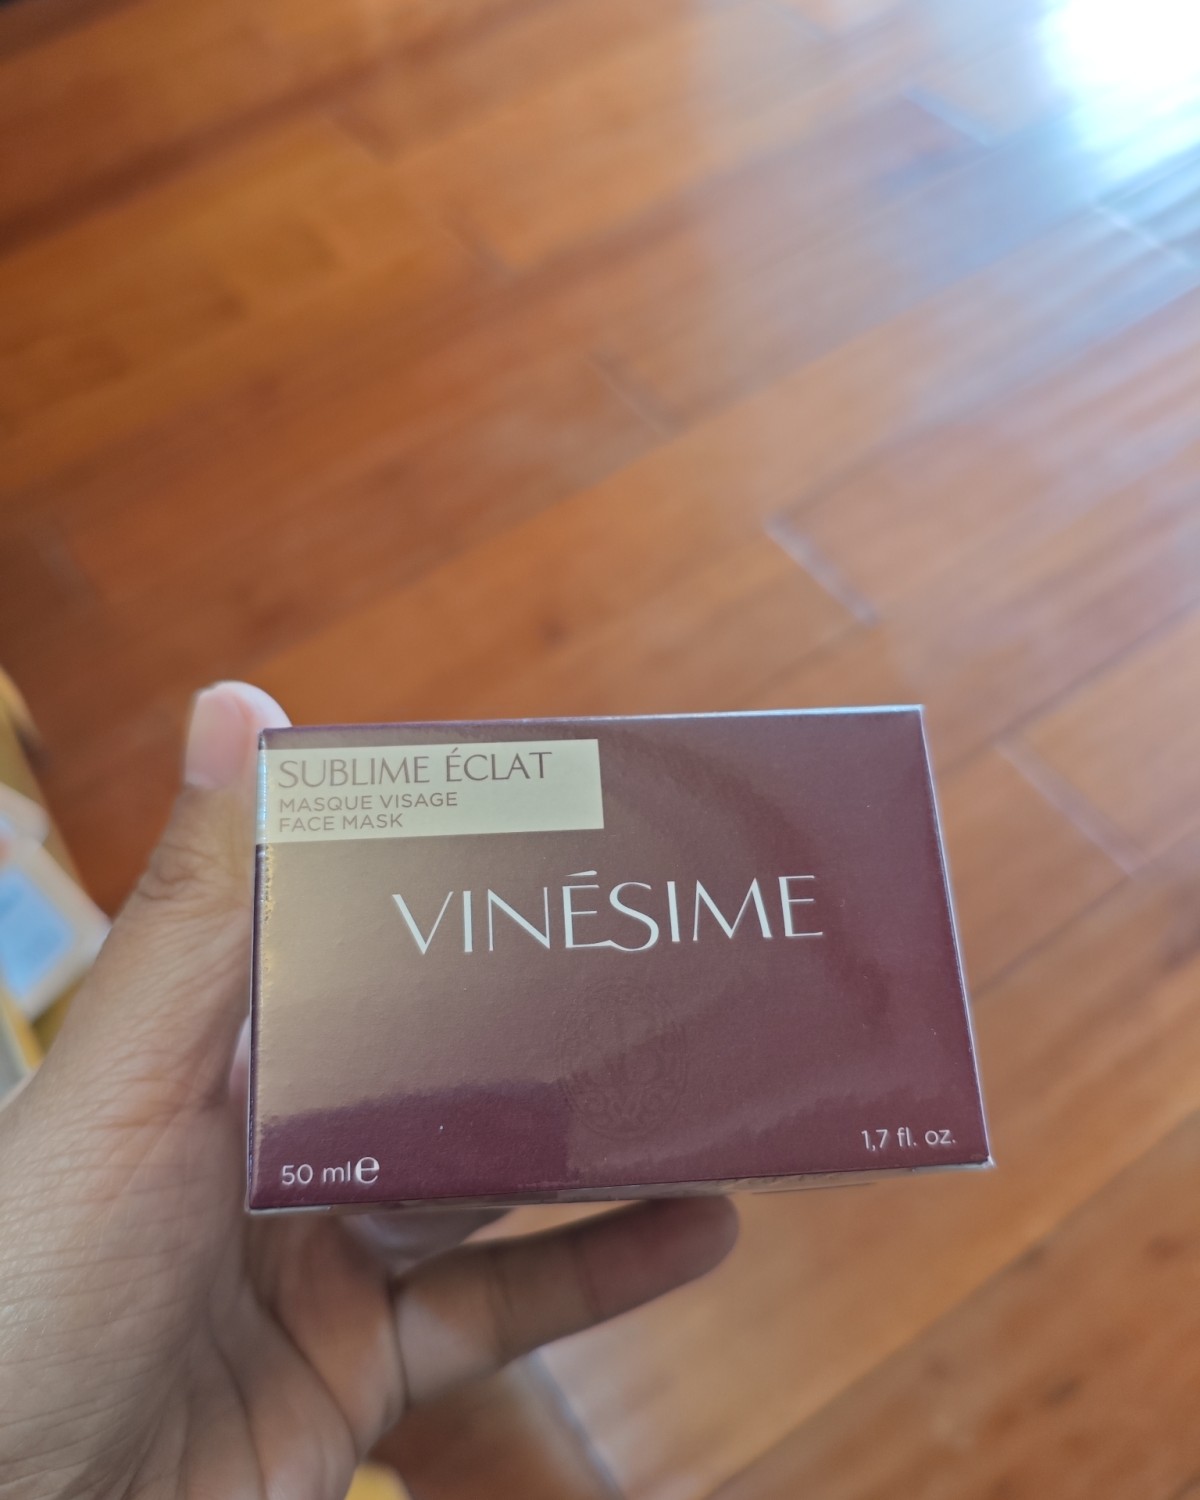 SUBLIME ÉCLAT
MASQUE VISAGE
FACE MASK
VINÉSIME
50 ml℮
1,7 fl. oz.